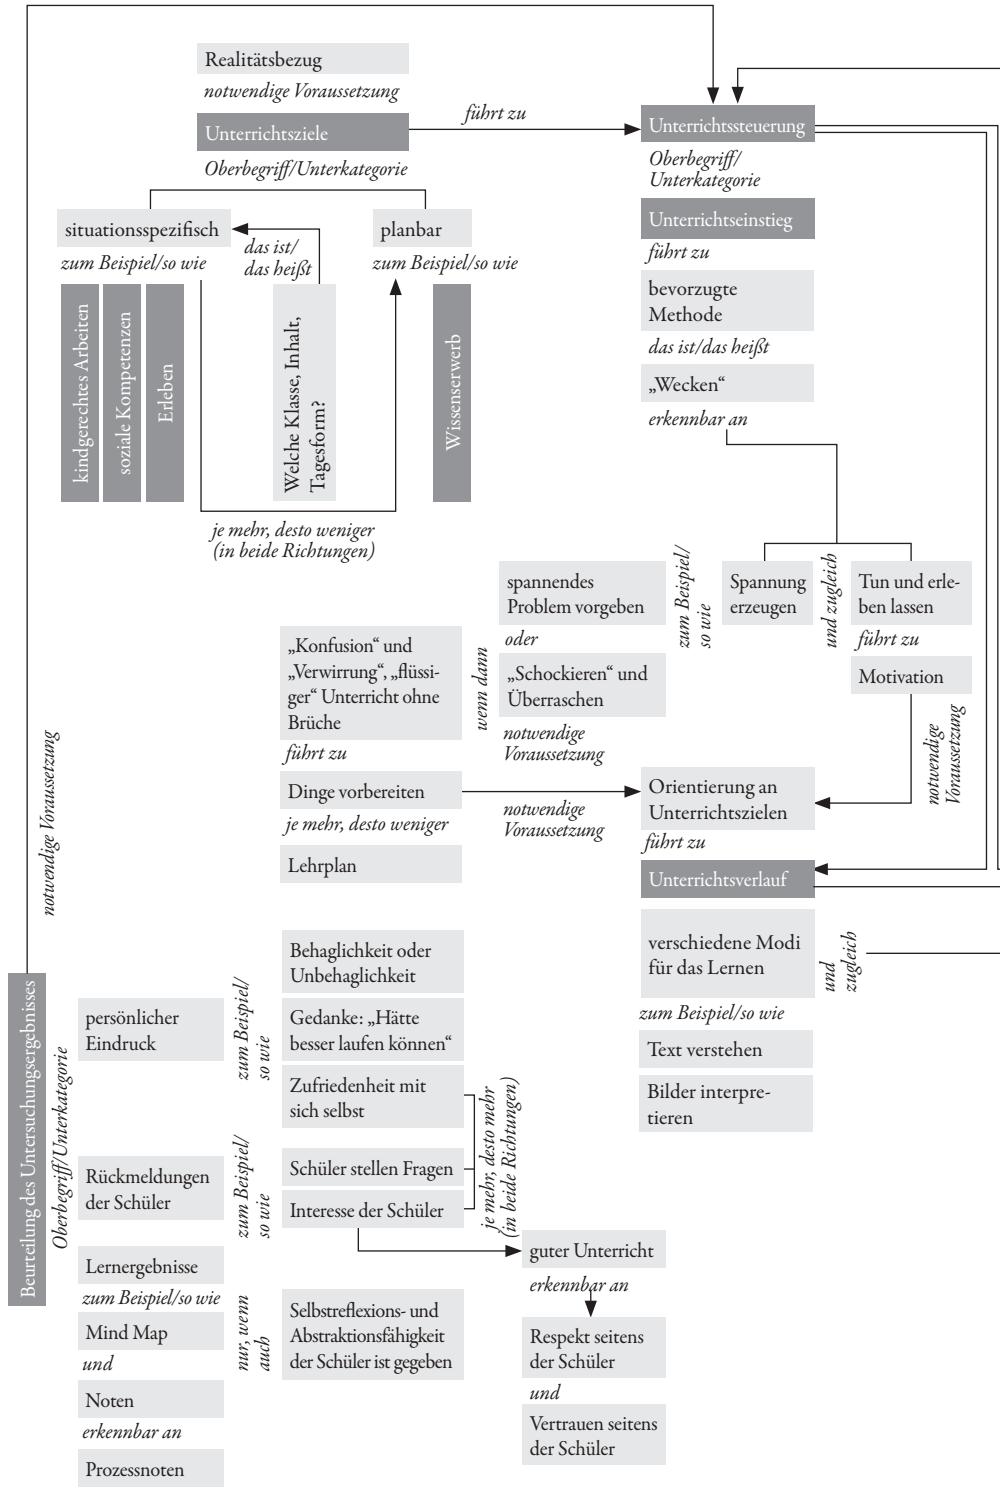 Realitätsbezug
notwendige Voraussetzung
Unterrichtsziele
führt zu
Oberbegriff/Unterkategorie
situationsspezifisch
das ist/
das heißt
planbar
zum Beispiel/so wie
zum Beispiel/so wie
kindgerechtes Arbeiten
soziale Kompetenzen
Erleben
Welche Klasse, Inhalt,
Tagesform?
Wissenserwerb
je mehr, desto weniger
(in beide Richtungen)
Unterrichtssteuerung
Oberbegriff/
Unterkategorie
Unterrichtseinstieg
führt zu
bevorzugte
Methode
das ist/das heißt
„Wecken“
erkennbar an
spannendes
Problem vorgeben
oder
„Schockieren“ und
Überraschen
notwendige
Voraussetzung
zum Beispiel/
so wie
Spannung
erzeugen
und zugleich
Tun und erle-
ben lassen
führt zu
Motivation
notwendige
Voraussetzung
„Konfusion“ und
„Verwirrung“, „flüssi-
ger“ Unterricht ohne
Brüche
wenn dann
führt zu
Dinge vorbereiten
notwendige
Voraussetzung
je mehr, desto weniger
Lehrplan
Orientierung an
Unterrichtszielen
führt zu
Unterrichtsverlauf
verschiedene Modi
für das Lernen
und
zugleich
zum Beispiel/so wie
Text verstehen
Bilder interpre-
tieren
notwendige Voraussetzung
Beurteilung des Untersuchungsergebnisses
Oberbegriff/Unterkategorie
persönlicher
Eindruck
zum Beispiel/
so wie
Behaglichkeit oder
Unbehaglichkeit
Gedanke: „Hätte
besser laufen können“
Zufriedenheit mit
sich selbst
Rückmeldungen
der Schüler
zum Beispiel/
so wie
Schüler stellen Fragen
Interesse der Schüler
je mehr, desto mehr
(in beide Richtungen)
Lernergebnisse
zum Beispiel/so wie
Mind Map
und
Noten
erkennbar an
Prozessnoten
nur, wenn
auch
Selbstreflexions- und
Abstraktionsfähigkeit
der Schüler ist gegeben
guter Unterricht
erkennbar an
Respekt seitens
der Schüler
und
Vertrauen seitens
der Schüler